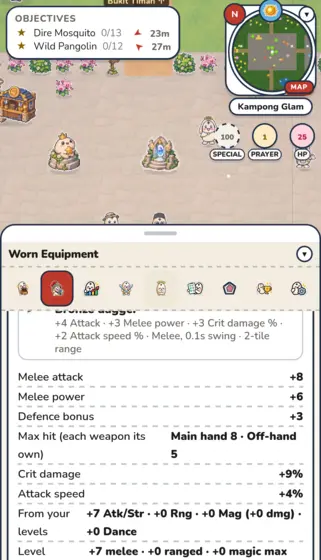 Bukit Timah
OBJECTIVES
★ Dire Mosquito 0/13 23m
★ Wild Pangolin 0/12 27m
N
MAP
Kampong Glam
100
1
25
SPECIAL
PRAYER
HP
Worn Equipment
Bronze dagger
+4 Attack · +3 Melee power · +3 Crit damage % ·
+2 Attack speed % · Melee, 0.1s swing · 2-tile
range
Melee attack +8
Melee power +6
Defence bonus +3
Max hit (each weapon its Main hand 8 · Off-hand
own) 5
Crit damage +9%
Attack speed +4%
From your +7 Atk/Str · +0 Rng · +0 Mag (+0 dmg) ·
levels +0 Dance
Level +7 melee · +0 ranged · +0 magic max